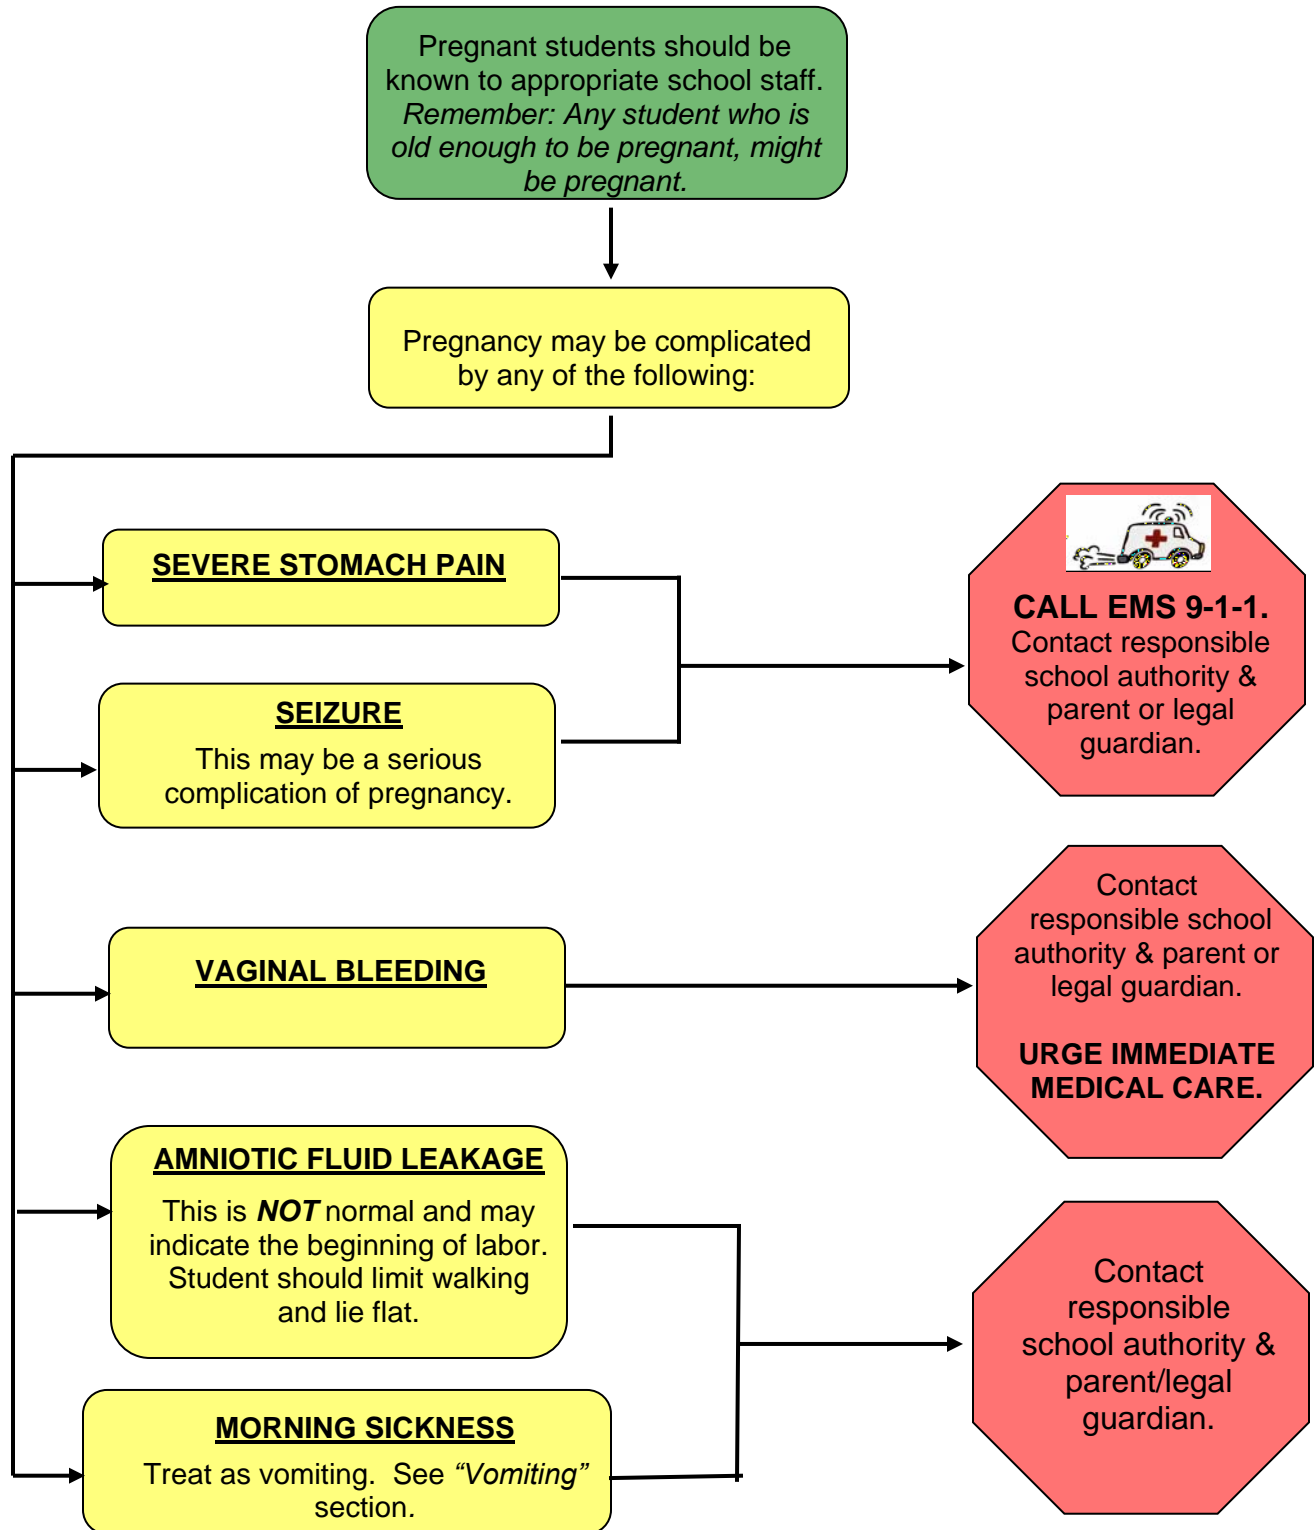 Pregnant students should be
known to appropriate school staff.
Remember: Any student who is
old enough to be pregnant, might
be pregnant.
Pregnancy may be complicated
by any of the following:
SEVERE STOMACH PAIN
SEIZURE
This may be a serious
complication of pregnancy.
CALL EMS 9-1-1.
Contact responsible
school authority &
parent or legal
guardian.
VAGINAL BLEEDING
Contact
responsible school
authority & parent or
legal guardian.
URGE IMMEDIATE
MEDICAL CARE.
AMNIOTIC FLUID LEAKAGE
This is NOT normal and may
indicate the beginning of labor.
Student should limit walking
and lie flat.
MORNING SICKNESS
Treat as vomiting.  See “Vomiting”
section.
Contact
responsible
school authority &
parent/legal
guardian.